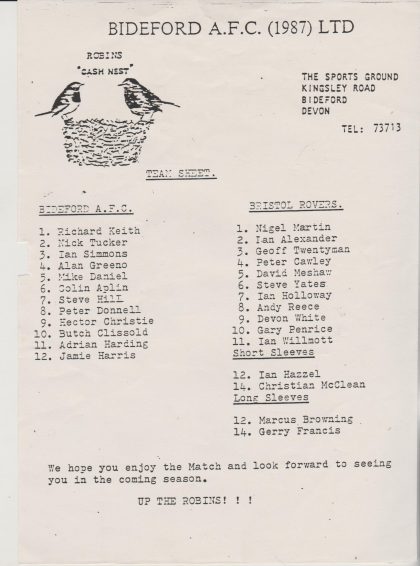 BIDEFORD A.F.C. (1987) LTD
ROBINS
"CASH NEST"
THE SPORTS GROUND
KINGSLEY ROAD
BIDEFORD
DEVON
TEL: 73713
TEAM SHEET.
BIDEFORD A.F.C.
1. Richard Keith
2. Nick Tucker
3. Ian Simmons
4. Alan Greeno
5. Mike Daniel
6. Colin Aplin
7. Steve Hill
8. Peter Donnell
9. Hector Christie
10. Butch Clissold
11. Adrian Harding
12. Jamie Harris
BRISTOL ROVERS.
1. Nigel Martin
2. Ian Alexander
3. Geoff Twentyman
4. Peter Cawley
5. David Meshaw
6. Steve Yates
7. Ian Holloway
8. Andy Reece
9. Devon White
10. Gary Penrice
11. Ian Willmott
Short Sleeves
12. Ian Hazzel
14. Christian McClean
Long Sleeves
12. Marcus Browning
14. Gerry Francis
We hope you enjoy the Match and look forward to seeing
you in the coming season.
UP THE ROBINS! ! !